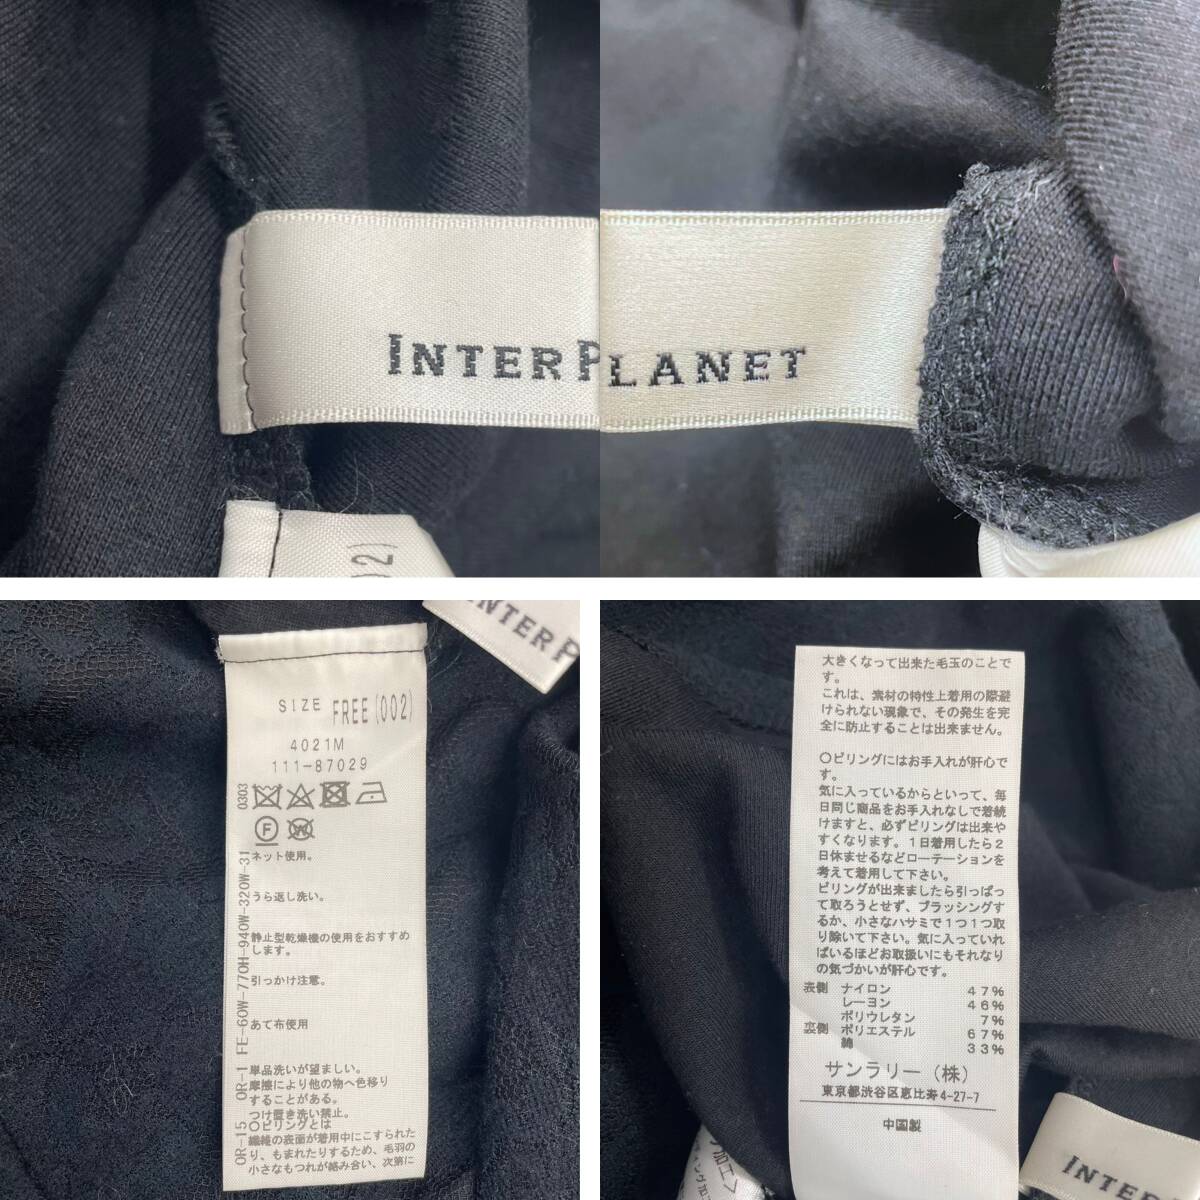 INTERP
LANET
02)
INTER P
SIZE FREE(002)
4021M
111-87029
0303
F
W
ネット使用。
うら返し洗い。
静止型乾燥機の使用をおすすめ
します。
引っかけ注意。
あて布使用
単品洗いが望ましい。
摩擦により他の物へ色移り
することがある。
つけ置き洗い禁止。
〇ピリングとは
繊維の表面が着用中にこすられた
り、もまれたりするため、毛羽の
小さなもつれが絡み合い、次第に
OR-15 OR-1 FE-60W-770H-940W-320W-31
大きくなって出来た毛玉のことで
す。
これは、素材の特性上着用の際避
けられない現象で、その発生を完
全に防止することは出来ません。
〇ピリングにはお手入れが肝心で
す。
気に入っているからといって、毎
日同じ商品をお手入れなしで着続
けますと、必ずピリングは出来や
すくなります。1日着用したら2
日休ませるなどローテーションを
考えて着用して下さい。
ピリングが出来ましたら引っぱっ
て取ろうとせず、ブラッシングす
るか、小さなハサミで1つ1つ取
り除いて下さい。気に入っていれ
ばいるほどお取扱いにもそれなり
の気づかいが肝心です。
表側 ナイロン 47%
レーヨン 46%
ポリウレタン 7%
裏側 ポリエステル 67%
綿 33%
サンラリー(株)
東京都渋谷区恵比寿4-27-7
中国製
INTER P